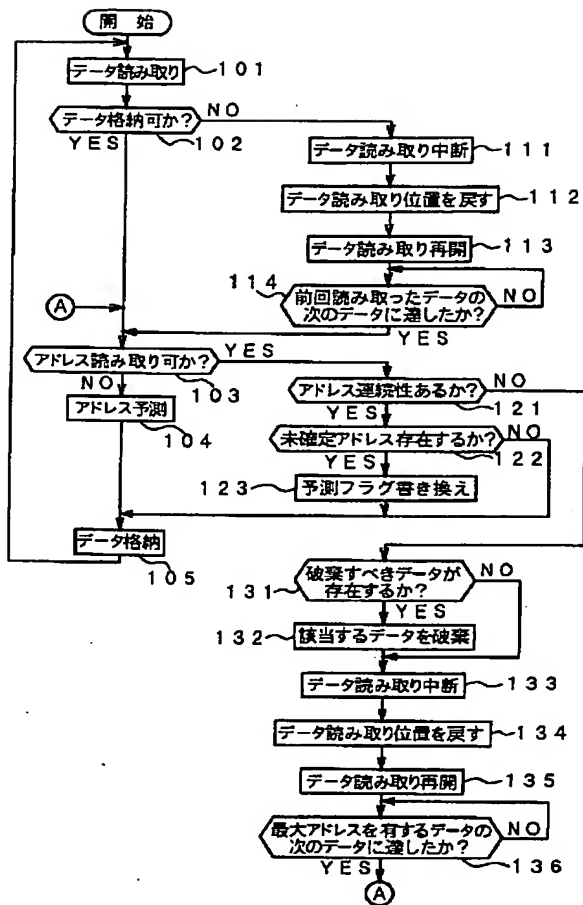 開始
データ読み取り 101
データ格納可か? NO
YES 102
データ読み取り中断 111
データ読み取り位置を戻す 112
データ読み取り再開 113
114 前回読み取ったデータの
次のデータに達したか? NO
YES
A
アドレス読み取り可か? YES
NO 103
アドレス予測
104
アドレス連続性あるか? NO
YES 121
未確定アドレス存在するか? NO
YES 122
123 予測フラグ書き換え
データ格納
105
破棄すべきデータが NO
131 存在するか?
YES
132 該当するデータを破棄
データ読み取り中断 133
データ読み取り位置を戻す 134
データ読み取り再開 135
最大アドレスを有するデータの
次のデータに達したか? NO
YES 136
A